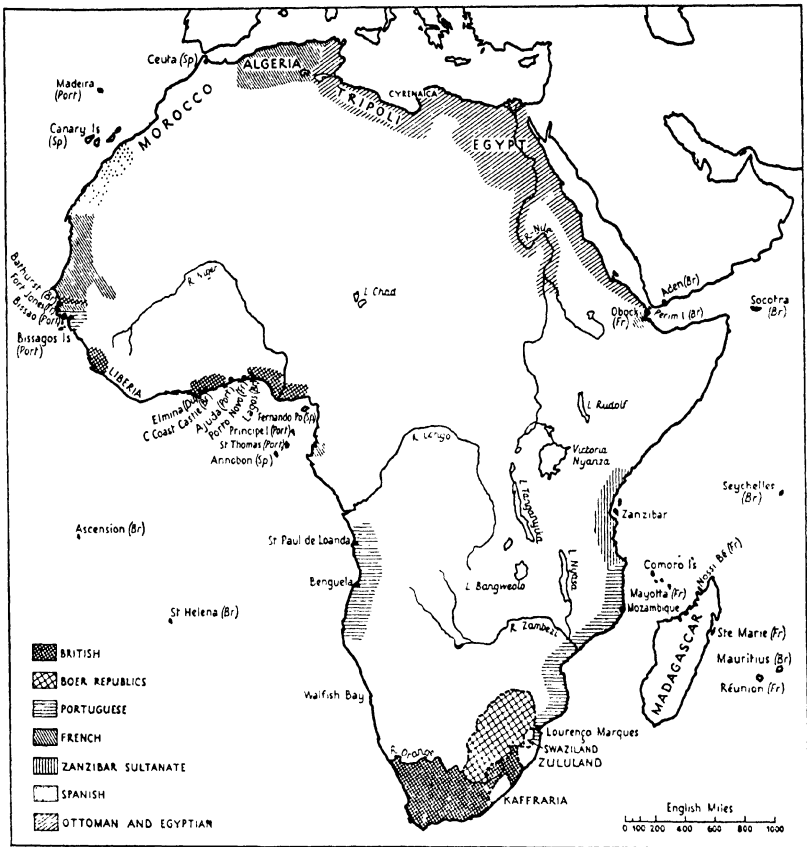 Ceuta (Sp)
ALGERIA
Madeira
(Port)
MOROCCO
TRIPOLI
CYRENAICA
Canary Is
(Sp)
EGYPT
R. Nile
Bathurst (Br)
Fort Jones (Fr)
Bissao (Port)
Bissagos Is
(Port)
R. Niger
L Chad
Aden (Br)
Perim I (Br)
Obock
(Fr)
Socotra
(Br)
LIBERIA
Elmina (Du)
C Coast Castle (Br)
Ajuda (Port)
Porto Novo (Fr)
Lagos (Br)
Fernando Po (Sp)
Principe I (Port)
St Thomas (Port)
Annobon (Sp)
L Rudolf
R. Congo
Victoria
Nyanza
L Tanganyika
Seychelles
(Br)
Zanzibar
Ascension (Br)
St Paul de Loanda
Benguela
L Bangweolo
L Nyasa
Comoro Is
Nossi Bé (Fr)
Mayotta (Fr)
Mozambique
St Helena (Br)
R. Zambezi
MADAGASCAR
Ste Marie (Fr)
Mauritius (Br)
Réunion (Fr)
Walfish Bay
Lourenço Marques
SWAZILAND
ZULULAND
R. Orange
KAFFRARIA
BRITISH
BOER REPUBLICS
PORTUGUESE
FRENCH
ZANZIBAR SULTANATE
SPANISH
OTTOMAN AND EGYPTIAN
English Miles
0 100 200 400 600 800 1000